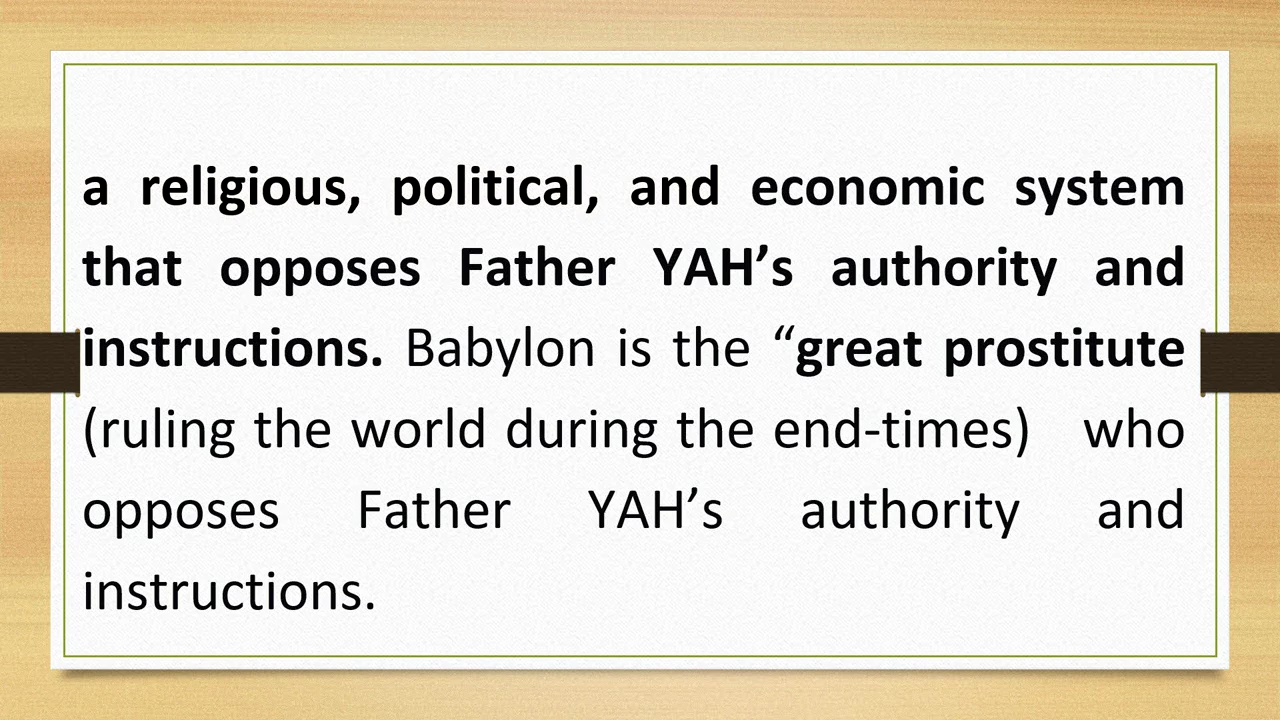 a religious, political, and economic system
that opposes Father YAH’s authority and
instructions. Babylon is the “great prostitute
(ruling the world during the end-times) who
opposes Father YAH’s authority and
instructions.